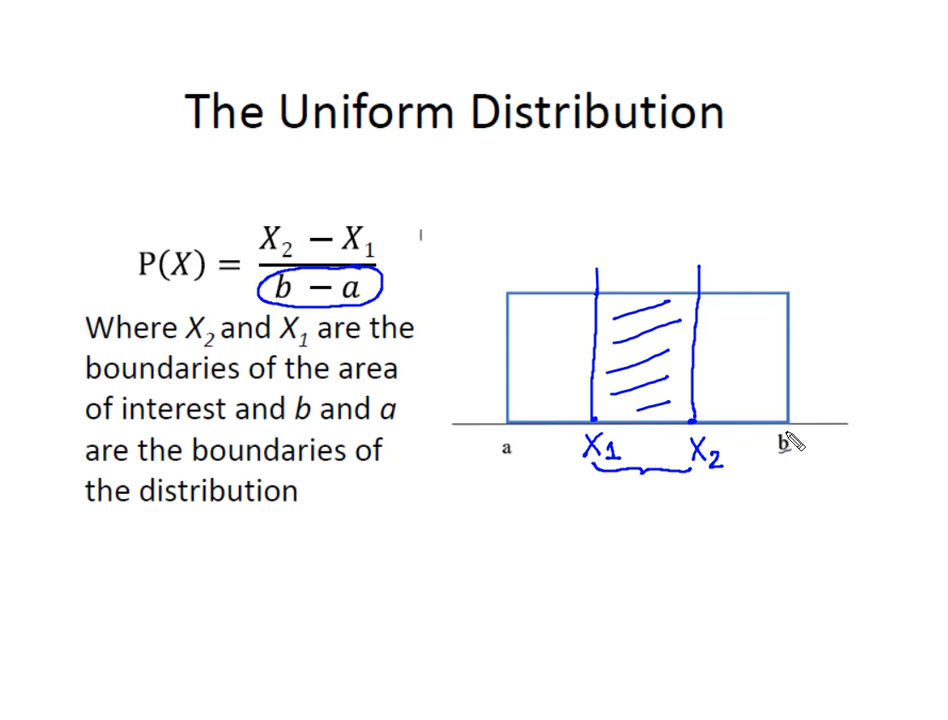 The Uniform Distribution
P(X) = X₂ − X₁ / b − a
Where X₂ and X₁ are the
boundaries of the area
of interest and b and a
are the boundaries of
the distribution
a X1 X2 b